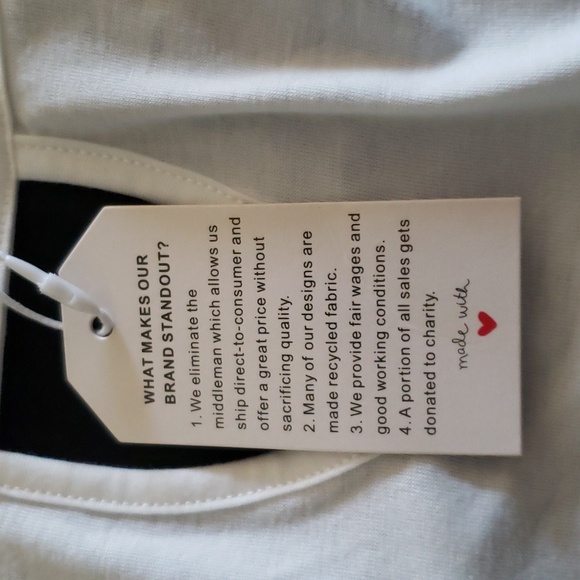 WHAT MAKES OUR
BRAND STANDOUT?
1. We eliminate the
middleman which allows us
ship direct-to-consumer and
offer a great price without
sacrificing quality.
2. Many of our designs are
made recycled fabric.
3. We provide fair wages and
good working conditions.
4. A portion of all sales gets
donated to charity.
made with